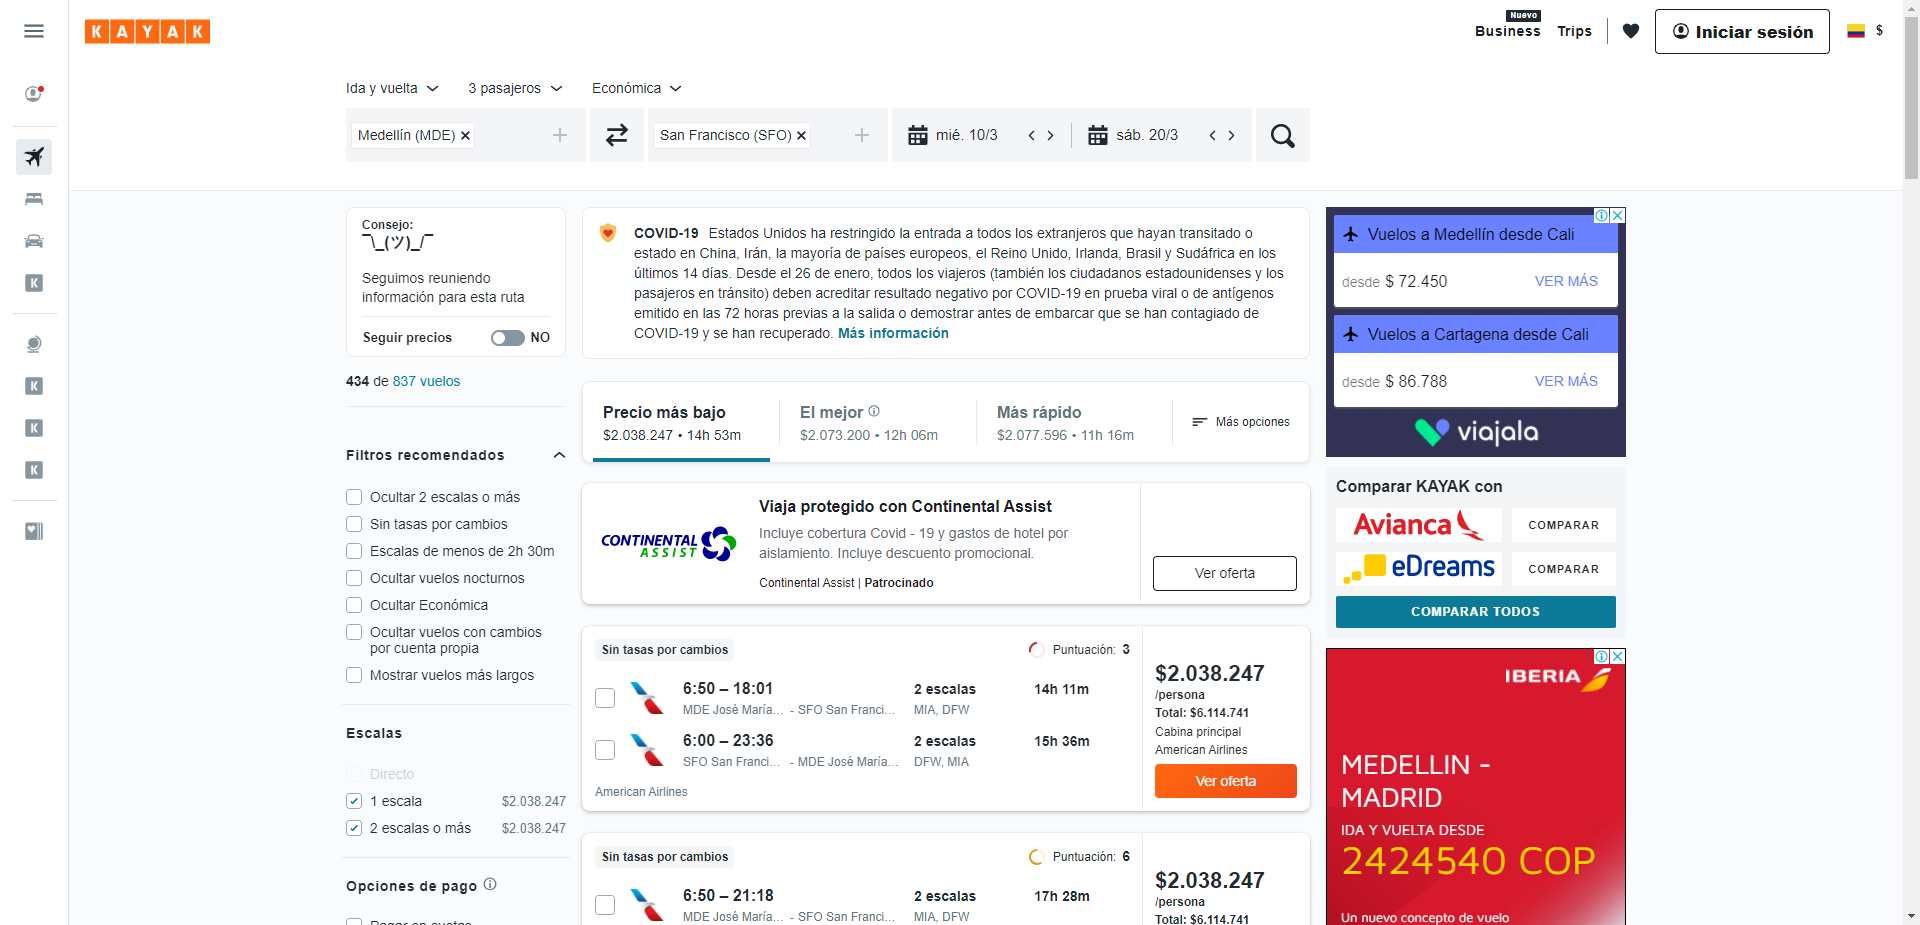 KAYAK
Nuevo
Business
Trips
Iniciar sesión
$
Ida y vuelta
3 pasajeros
Económica
Medellín (MDE)
San Francisco (SFO)
mié. 10/3
sáb. 20/3
Consejo:
¯\_(ツ)_/¯
Seguimos reuniendo
información para esta ruta
Seguir precios NO
434 de 837 vuelos
Filtros recomendados
Ocultar 2 escalas o más
Sin tasas por cambios
Escalas de menos de 2h 30m
Ocultar vuelos nocturnos
Ocultar Económica
Ocultar vuelos con cambios
por cuenta propia
Mostrar vuelos más largos
Escalas
Directo
1 escala $2.038.247
2 escalas o más $2.038.247
Opciones de pago
Pagar en cuotas
COVID-19 Estados Unidos ha restringido la entrada a todos los extranjeros que hayan transitado o
estado en China, Irán, la mayoría de países europeos, el Reino Unido, Irlanda, Brasil y Sudáfrica en los
últimos 14 días. Desde el 26 de enero, todos los viajeros (también los ciudadanos estadounidenses y los
pasajeros en tránsito) deben acreditar resultado negativo por COVID-19 en prueba viral o de antígenos
emitido en las 72 horas previas a la salida o demostrar antes de embarcar que se han contagiado de
COVID-19 y se han recuperado. Más información
Precio más bajo
$2.038.247 • 14h 53m
El mejor
$2.073.200 • 12h 06m
Más rápido
$2.077.596 • 11h 16m
Más opciones
CONTINENTAL
ASSIST
Viaja protegido con Continental Assist
Incluye cobertura Covid - 19 y gastos de hotel por
aislamiento. Incluye descuento promocional.
Continental Assist | Patrocinado
Ver oferta
Sin tasas por cambios
Puntuación: 3
6:50 – 18:01 2 escalas 14h 11m
MDE José María... - SFO San Franci... MIA, DFW
6:00 – 23:36 2 escalas 15h 36m
SFO San Franci... - MDE José María... DFW, MIA
American Airlines
$2.038.247
/persona
Total: $6.114.741
Cabina principal
American Airlines
Ver oferta
Sin tasas por cambios
Puntuación: 6
6:50 – 21:18 2 escalas 17h 28m
MDE José María... - SFO San Franci... MIA, DFW
$2.038.247
/persona
Total: $6.114.741
Vuelos a Medellín desde Cali
desde $ 72.450 VER MÁS
Vuelos a Cartagena desde Cali
desde $ 86.788 VER MÁS
viajala
Comparar KAYAK con
Avianca COMPARAR
eDreams COMPARAR
COMPARAR TODOS
IBERIA
MEDELLIN -
MADRID
IDA Y VUELTA DESDE
2424540 COP
Un nuevo concepto de vuelo